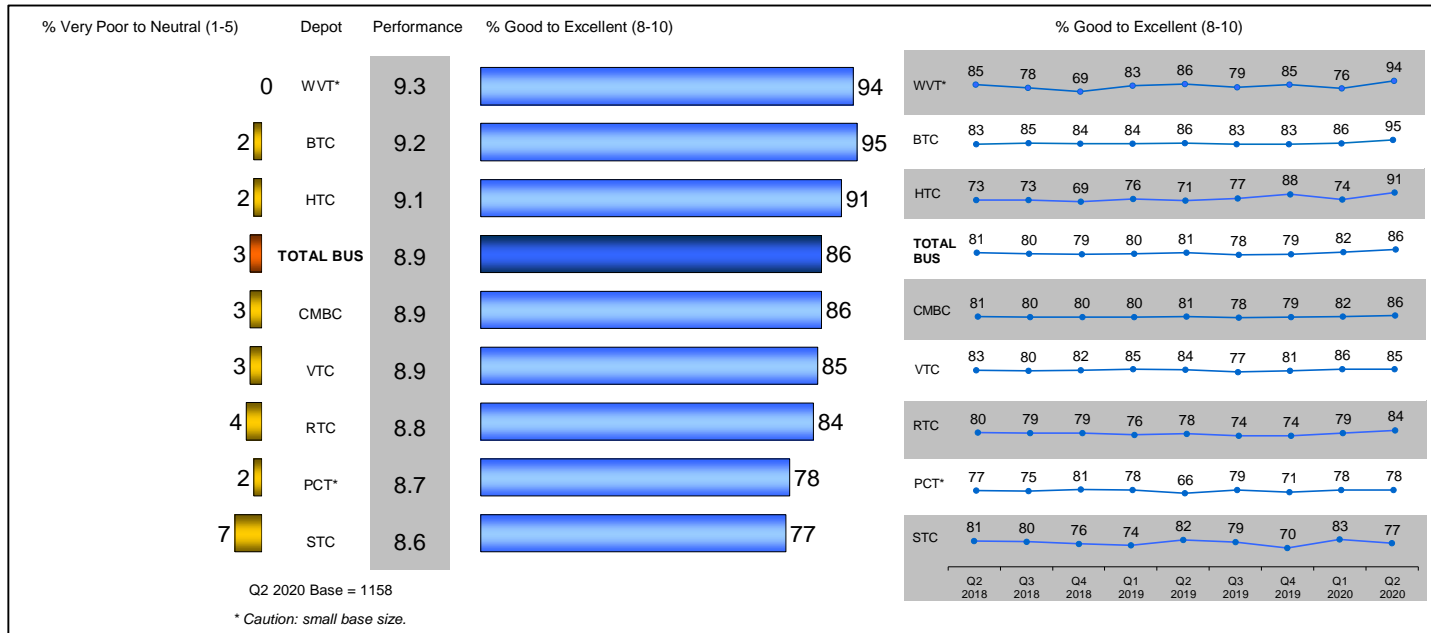 % Very Poor to Neutral (1-5) Depot Performance % Good to Excellent (8-10) % Good to Excellent (8-10)
0 WVT* 9.3 94
2 BTC 9.2 95
2 HTC 9.1 91
3 TOTAL BUS 8.9 86
3 CMBC 8.9 86
3 VTC 8.9 85
4 RTC 8.8 84
2 PCT* 8.7 78
7 STC 8.6 77
Q2 2020 Base = 1158
* Caution: small base size.
WVT* 85 78 69 83 86 79 85 76 94
BTC 83 85 84 84 86 83 83 86 95
HTC 73 73 69 76 71 77 88 74 91
TOTAL
BUS 81 80 79 80 81 78 79 82 86
CMBC 81 80 80 80 81 78 79 82 86
VTC 83 80 82 85 84 77 81 86 85
RTC 80 79 79 76 78 74 74 79 84
PCT* 77 75 81 78 66 79 71 78 78
STC 81 80 76 74 82 79 70 83 77
Q2 Q3 Q4 Q1 Q2 Q3 Q4 Q1 Q2
2018 2018 2018 2019 2019 2019 2019 2020 2020